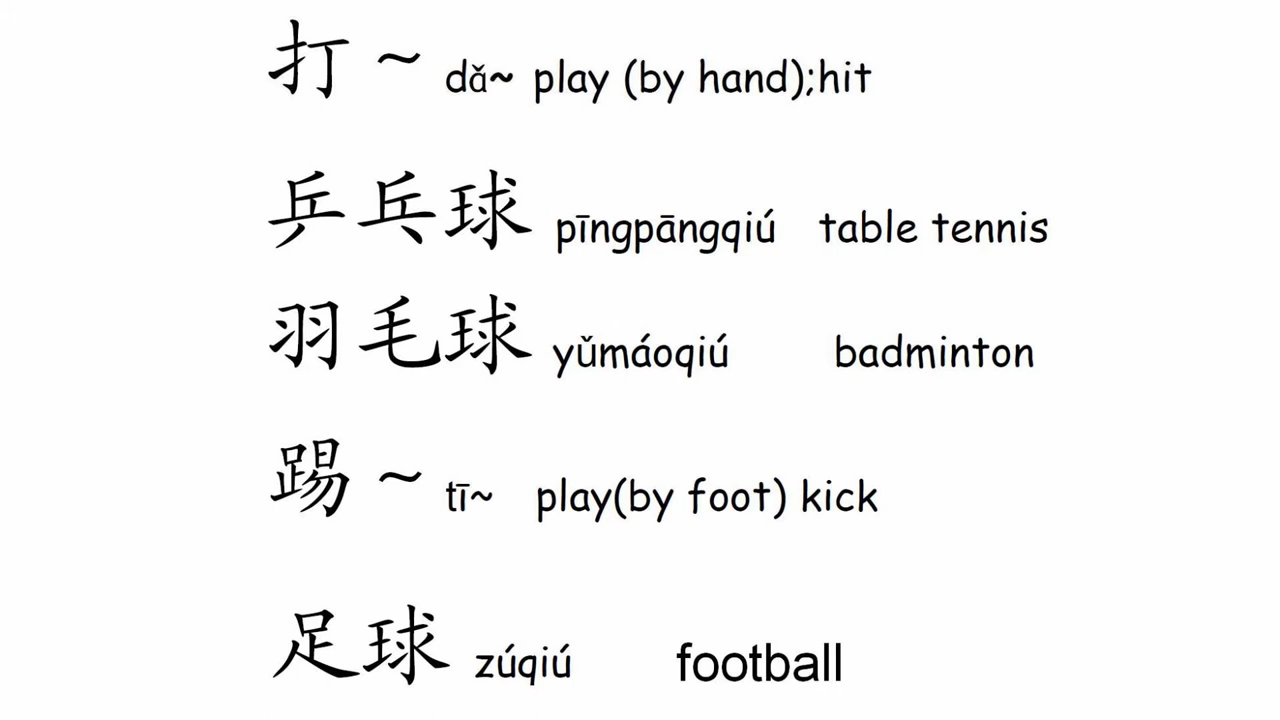 打 ~ dǎ~ play (by hand);hit
乒乓球 pīngpāngqiú table tennis
羽毛球 yǔmáoqiú badminton
踢 ~ tī~ play(by foot) kick
足球 zúqiú football